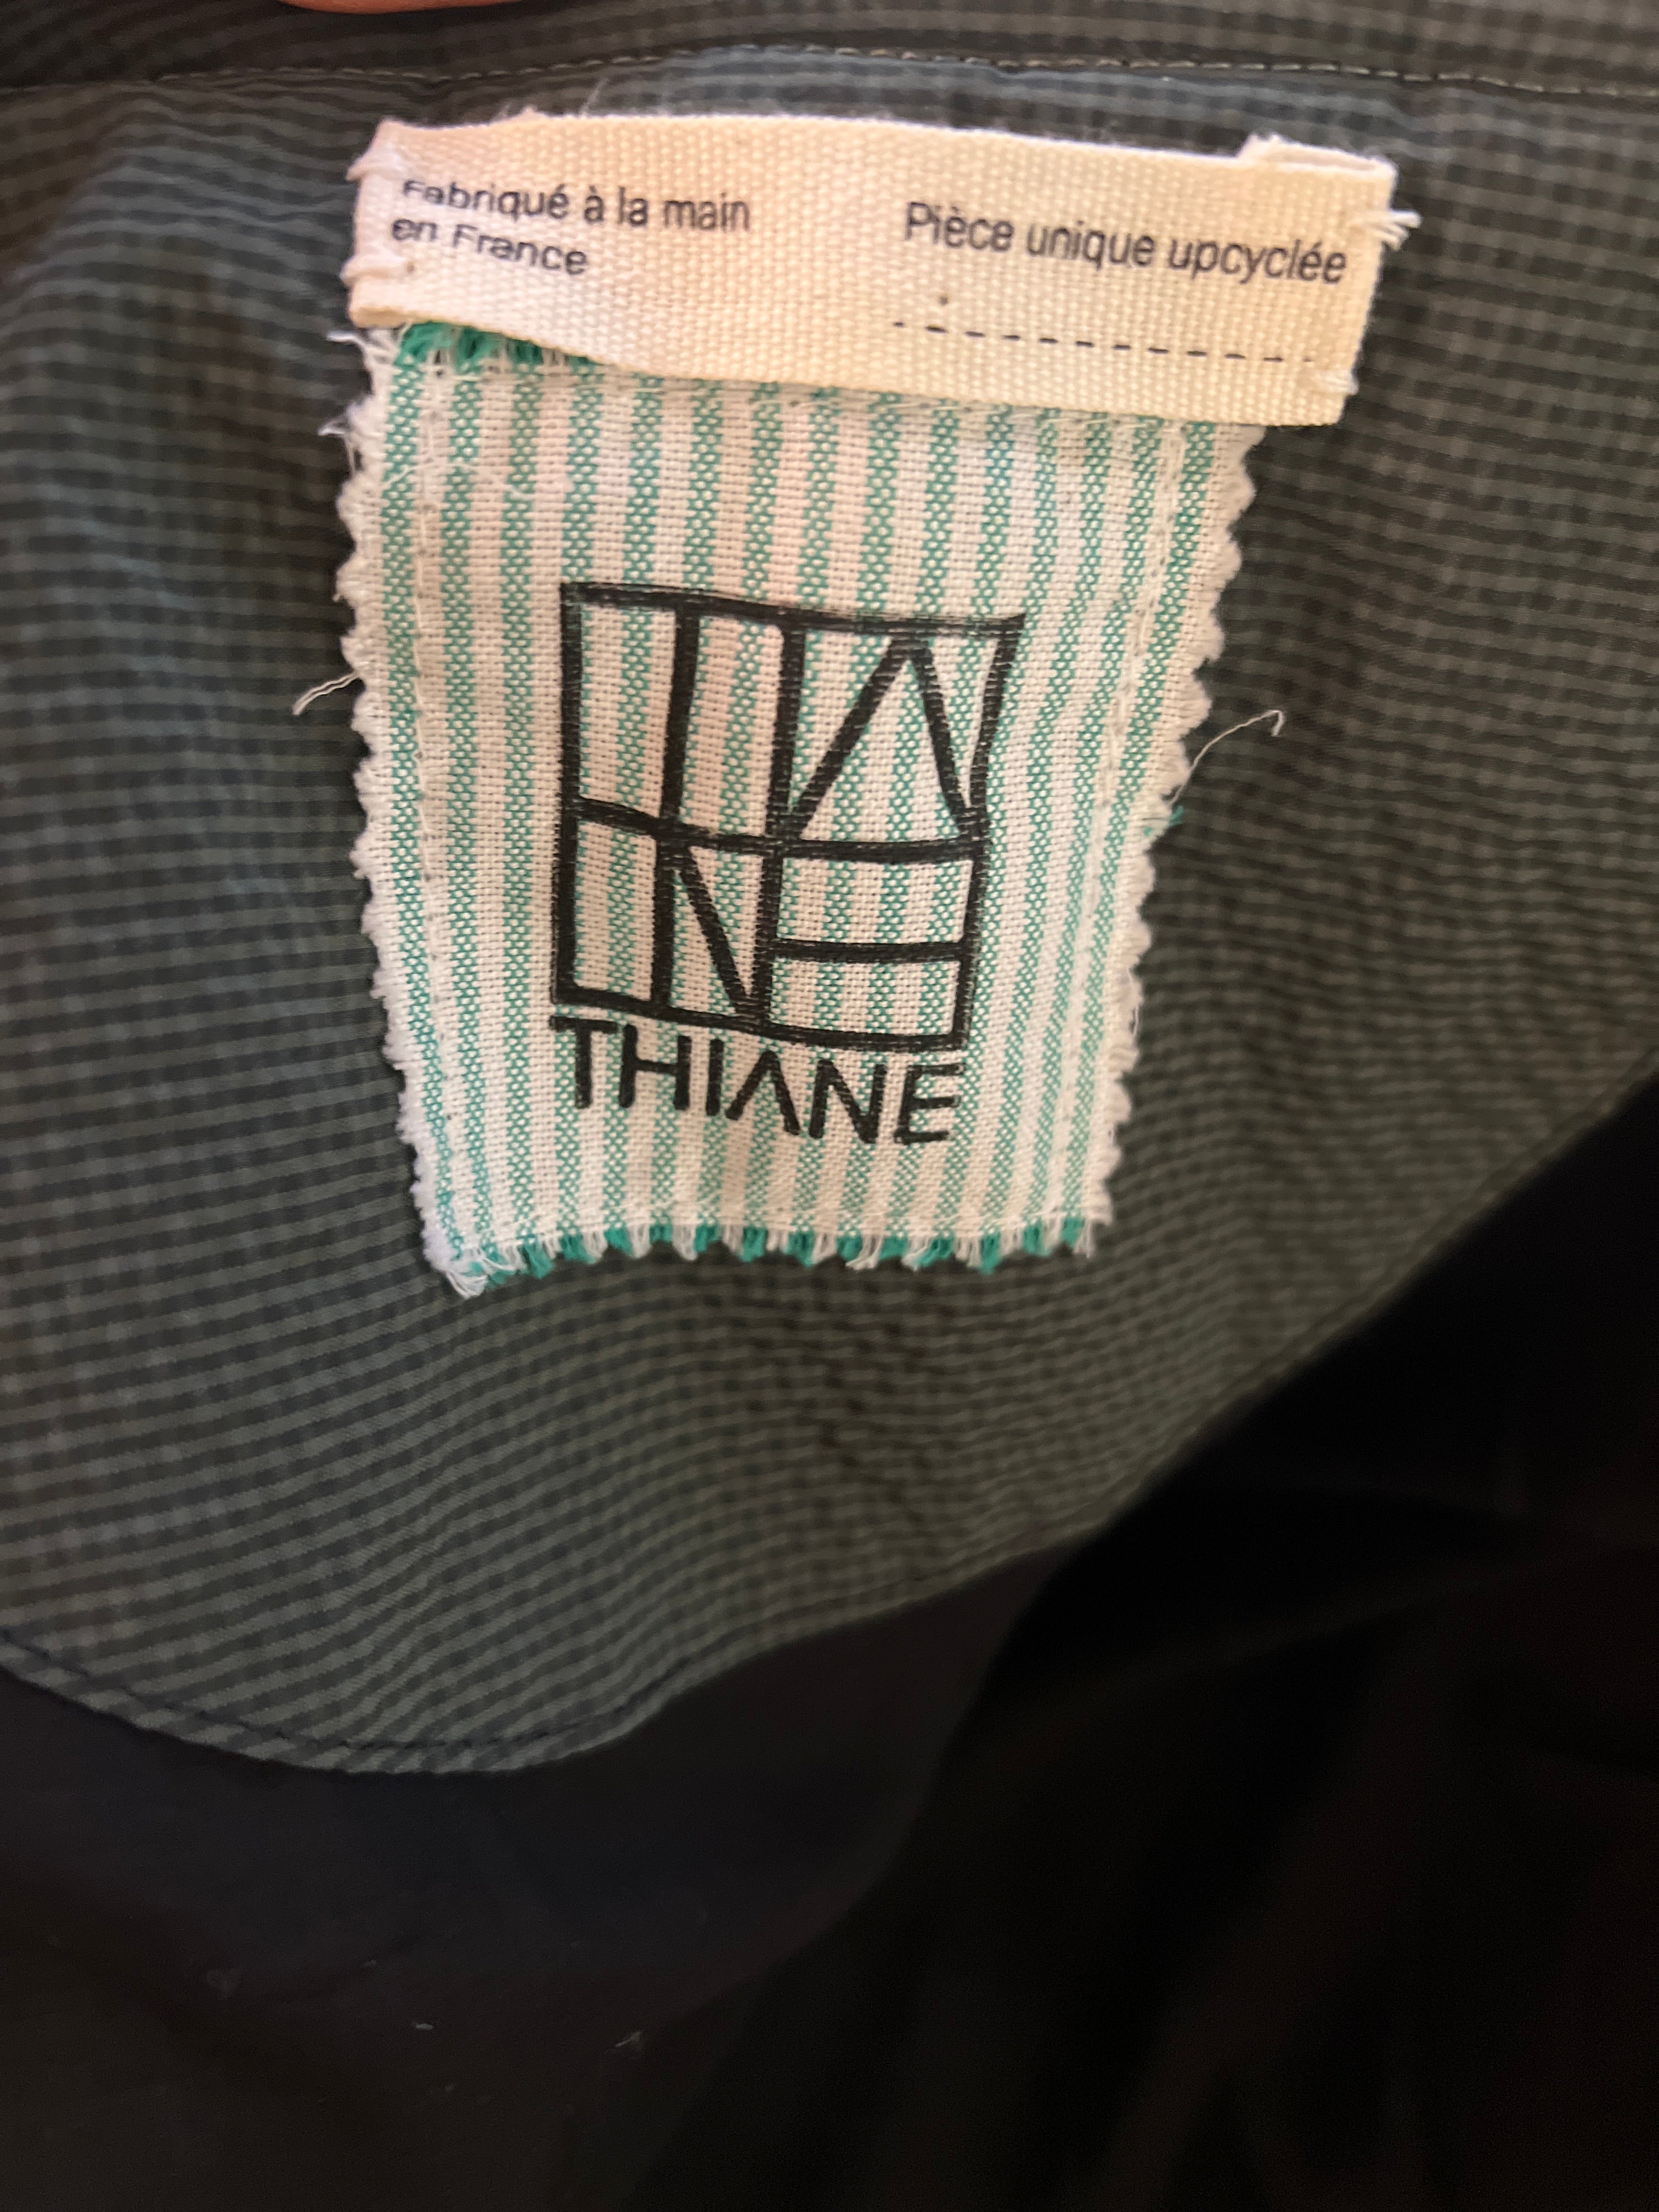 Fabriqué à la main
en France
Pièce unique upcyclée
THIANE